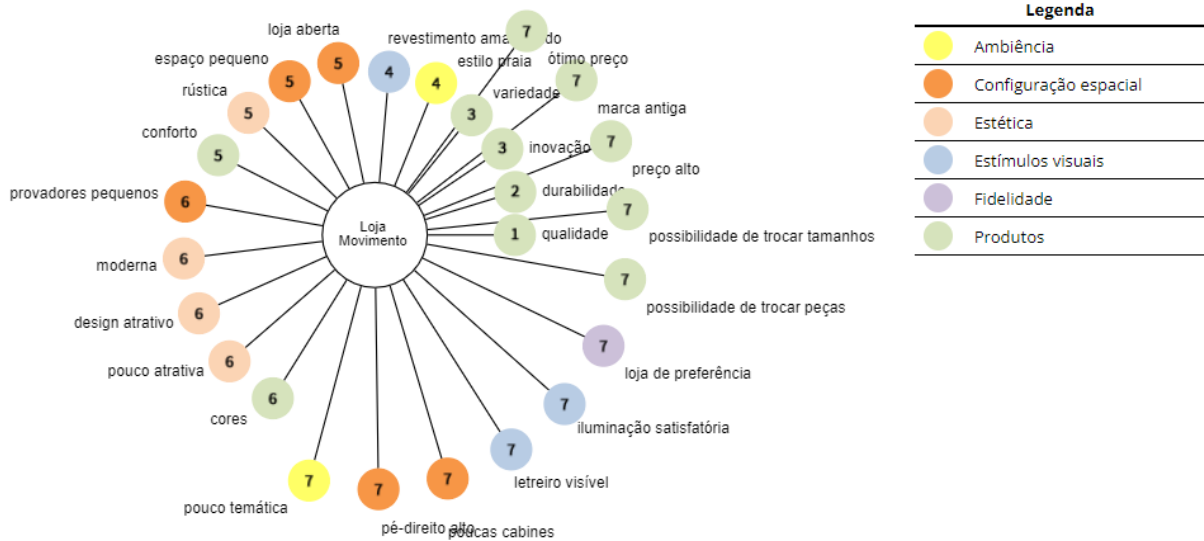 loja aberta
5
espaço pequeno
5
rústica
5
conforto
5
provadores pequenos
6
moderna
6
design atrativo
6
pouco atrativa
6
cores
6
pouco temática
7
pé-direito alto
7
poucas cabines
7
letreiro visível
7
iluminação satisfatória
7
loja de preferência
7
possibilidade de trocar peças
7
possibilidade de trocar tamanhos
7
preço alto
7
marca antiga
7
ótimo preço
7
revestimento
4
estilo praia
4
variedade
3
inovação
3
durabilidade
2
qualidade
1
Loja
Movimento
Legenda
Ambiência
Configuração espacial
Estética
Estímulos visuais
Fidelidade
Produtos